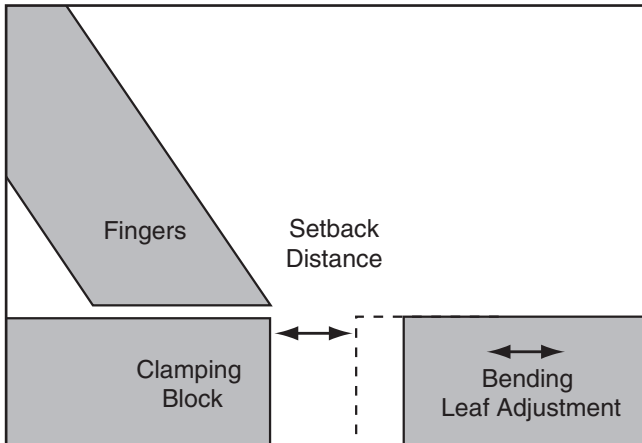 Fingers
Setback
Distance
Clamping
Block
Bending
Leaf Adjustment